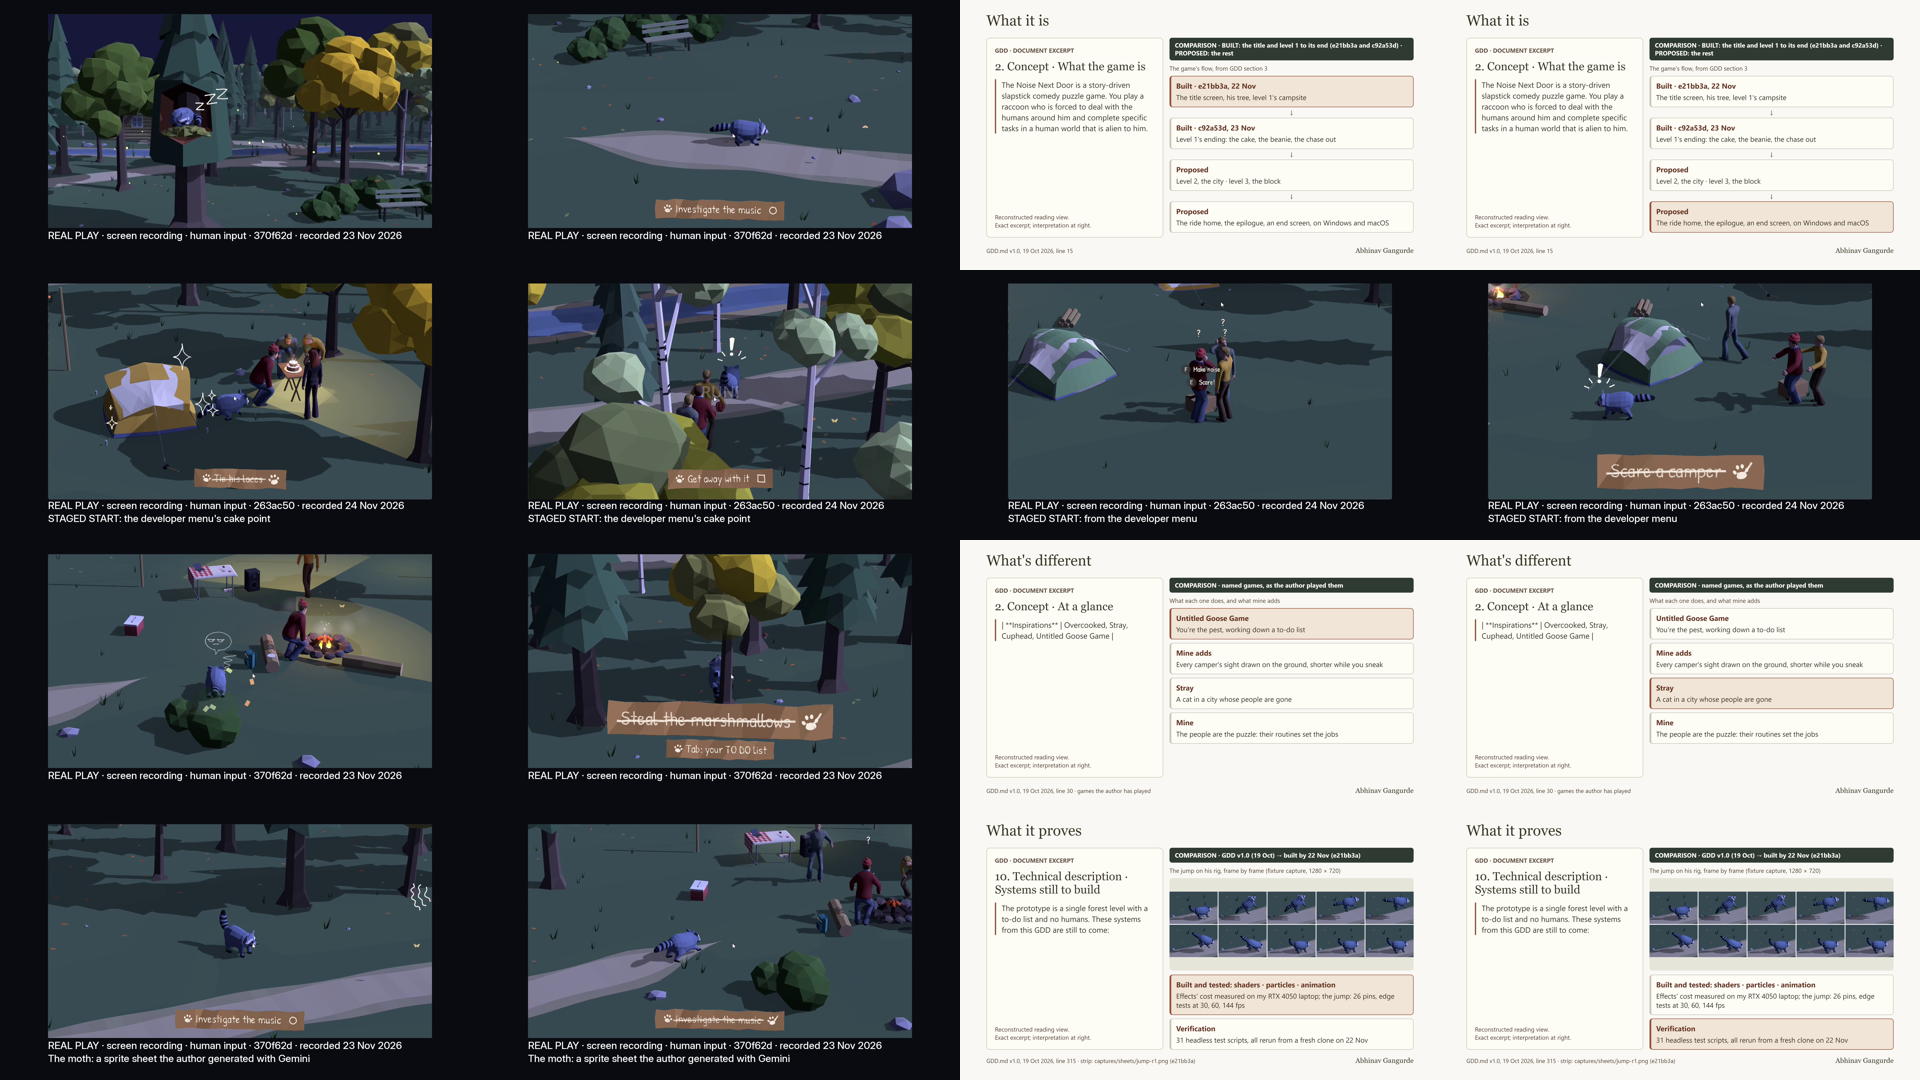 zzz
REAL PLAY · screen recording · human input · 370f62d · recorded 23 Nov 2026
Investigate the music
REAL PLAY · screen recording · human input · 370f62d · recorded 23 Nov 2026
What it is
GDD · DOCUMENT EXCERPT
2. Concept · What the game is
The Noise Next Door is a story-driven
slapstick comedy puzzle game. You play a
raccoon who is forced to deal with the
humans around him and complete specific
tasks in a human world that is alien to him.
Reconstructed reading view.
Exact excerpt; interpretation at right.
COMPARISON · BUILT: the title and level 1 to its end (e21bb3a and c92a53d) ·
PROPOSED: the rest
The game's flow, from GDD section 3
Built · e21bb3a, 22 Nov
The title screen, his tree, level 1's campsite
↓
Built · c92a53d, 23 Nov
Level 1's ending: the cake, the beanie, the chase out
↓
Proposed
Level 2, the city · level 3, the block
↓
Proposed
The ride home, the epilogue, an end screen, on Windows and macOS
GDD.md v1.0, 19 Oct 2026, line 15
Abhinav Gangurde
What it is
GDD · DOCUMENT EXCERPT
2. Concept · What the game is
The Noise Next Door is a story-driven
slapstick comedy puzzle game. You play a
raccoon who is forced to deal with the
humans around him and complete specific
tasks in a human world that is alien to him.
Reconstructed reading view.
Exact excerpt; interpretation at right.
COMPARISON · BUILT: the title and level 1 to its end (e21bb3a and c92a53d) ·
PROPOSED: the rest
The game's flow, from GDD section 3
Built · e21bb3a, 22 Nov
The title screen, his tree, level 1's campsite
↓
Built · c92a53d, 23 Nov
Level 1's ending: the cake, the beanie, the chase out
↓
Proposed
Level 2, the city · level 3, the block
↓
Proposed
The ride home, the epilogue, an end screen, on Windows and macOS
GDD.md v1.0, 19 Oct 2026, line 15
Abhinav Gangurde
Tie his laces
REAL PLAY · screen recording · human input · 263ac50 · recorded 24 Nov 2026
STAGED START: the developer menu's cake point
!
RUN!
Get away with it
REAL PLAY · screen recording · human input · 263ac50 · recorded 24 Nov 2026
STAGED START: the developer menu's cake point
? ? ?
F Make noise
E Scare!
REAL PLAY · screen recording · human input · 263ac50 · recorded 24 Nov 2026
STAGED START: from the developer menu
!
Scare a camper
REAL PLAY · screen recording · human input · 263ac50 · recorded 24 Nov 2026
STAGED START: from the developer menu
REAL PLAY · screen recording · human input · 370f62d · recorded 23 Nov 2026
Steal the marshmallows
Tab: your TO DO list
REAL PLAY · screen recording · human input · 370f62d · recorded 23 Nov 2026
What's different
GDD · DOCUMENT EXCERPT
2. Concept · At a glance
| **Inspirations** | Overcooked, Stray,
Cuphead, Untitled Goose Game |
Reconstructed reading view.
Exact excerpt; interpretation at right.
COMPARISON · named games, as the author played them
What each one does, and what mine adds
Untitled Goose Game
You're the pest, working down a to-do list
Mine adds
Every camper's sight drawn on the ground, shorter while you sneak
Stray
A cat in a city whose people are gone
Mine
The people are the puzzle: their routines set the jobs
GDD.md v1.0, 19 Oct 2026, line 30 · games the author has played
Abhinav Gangurde
What's different
GDD · DOCUMENT EXCERPT
2. Concept · At a glance
| **Inspirations** | Overcooked, Stray,
Cuphead, Untitled Goose Game |
Reconstructed reading view.
Exact excerpt; interpretation at right.
COMPARISON · named games, as the author played them
What each one does, and what mine adds
Untitled Goose Game
You're the pest, working down a to-do list
Mine adds
Every camper's sight drawn on the ground, shorter while you sneak
Stray
A cat in a city whose people are gone
Mine
The people are the puzzle: their routines set the jobs
GDD.md v1.0, 19 Oct 2026, line 30 · games the author has played
Abhinav Gangurde
Investigate the music
REAL PLAY · screen recording · human input · 370f62d · recorded 23 Nov 2026
The moth: a sprite sheet the author generated with Gemini
?
Investigate the music
REAL PLAY · screen recording · human input · 370f62d · recorded 23 Nov 2026
The moth: a sprite sheet the author generated with Gemini
What it proves
GDD · DOCUMENT EXCERPT
10. Technical description ·
Systems still to build
The prototype is a single forest level with a
to-do list and no humans. These systems
from this GDD are still to come:
Reconstructed reading view.
Exact excerpt; interpretation at right.
COMPARISON · GDD v1.0 (19 Oct) → built by 22 Nov (e21bb3a)
The jump on his rig, frame by frame (fixture capture, 1280 × 720)
Built and tested: shaders · particles · animation
Effects' cost measured on my RTX 4050 laptop; the jump: 26 pins, edge
tests at 30, 60, 144 fps
Verification
31 headless test scripts, all rerun from a fresh clone on 22 Nov
GDD.md v1.0, 19 Oct 2026, line 315 · strip: captures/sheets/jump-r1.png (e21bb3a)
Abhinav Gangurde
What it proves
GDD · DOCUMENT EXCERPT
10. Technical description ·
Systems still to build
The prototype is a single forest level with a
to-do list and no humans. These systems
from this GDD are still to come:
Reconstructed reading view.
Exact excerpt; interpretation at right.
COMPARISON · GDD v1.0 (19 Oct) → built by 22 Nov (e21bb3a)
The jump on his rig, frame by frame (fixture capture, 1280 × 720)
Built and tested: shaders · particles · animation
Effects' cost measured on my RTX 4050 laptop; the jump: 26 pins, edge
tests at 30, 60, 144 fps
Verification
31 headless test scripts, all rerun from a fresh clone on 22 Nov
GDD.md v1.0, 19 Oct 2026, line 315 · strip: captures/sheets/jump-r1.png (e21bb3a)
Abhinav Gangurde